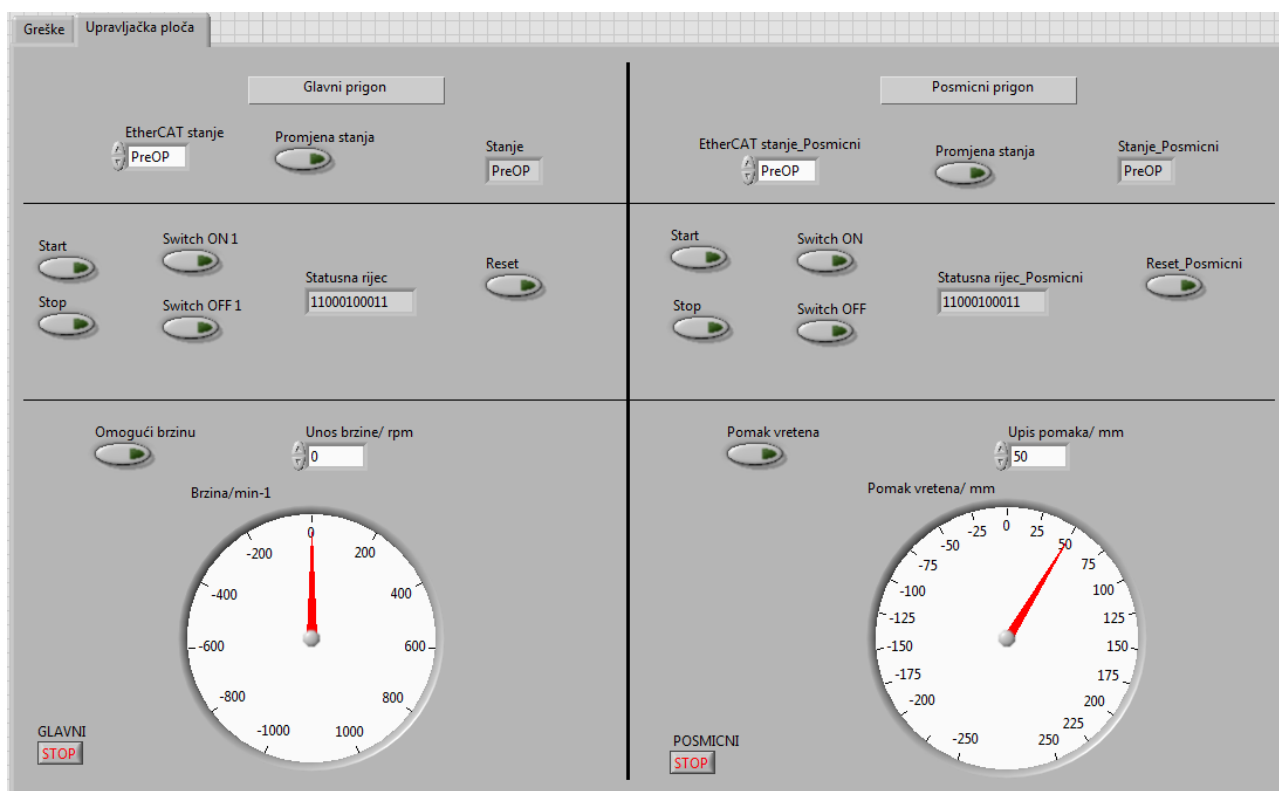 Greške
Upravljačka ploča
Glavni prigon
EtherCAT stanje
PreOP
Promjena stanja
Stanje
PreOP
Start
Switch ON 1
Stop
Switch OFF 1
Statusna rijec
11000100011
Reset
Omogući brzinu
Unos brzine/ rpm
0
Brzina/min-1
0
-200
200
-400
400
-600
600
-800
800
-1000
1000
GLAVNI
STOP
Posmicni prigon
EtherCAT stanje_Posmicni
PreOP
Promjena stanja
Stanje_Posmicni
PreOP
Start
Switch ON
Stop
Switch OFF
Statusna rijec_Posmicni
11000100011
Reset_Posmicni
Pomak vretena
Upis pomaka/ mm
50
Pomak vretena/ mm
0
-25
25
-50
50
-75
75
-100
100
-125
125
-150
150
-175
175
-200
200
225
-250
250
POSMICNI
STOP